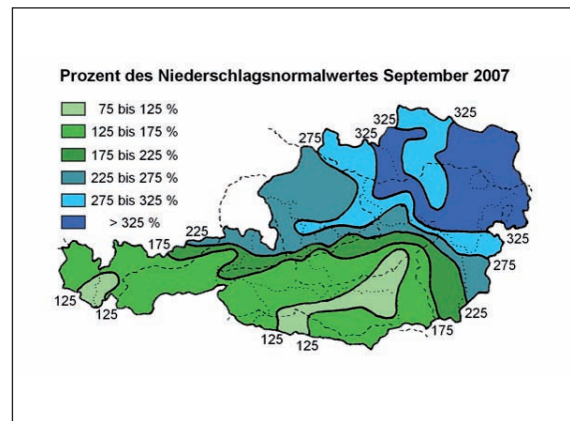 Prozent des Niederschlagsnormalwertes September 2007
75 bis 125 %
125 bis 175 %
175 bis 225 %
225 bis 275 %
275 bis 325 %
> 325 %
325
325
275
225
175
325
275
225
175
125
125
125
125